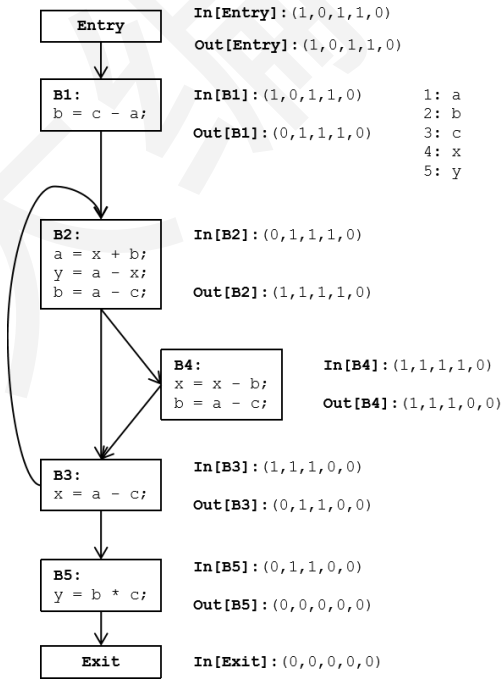 Entry
In[Entry]:(1,0,1,1,0)
Out[Entry]:(1,0,1,1,0)
B1:
b = c - a;
In[B1]:(1,0,1,1,0)
Out[B1]:(0,1,1,1,0)
1: a
2: b
3: c
4: x
5: y
B2:
a = x + b;
y = a - x;
b = a - c;
In[B2]:(0,1,1,1,0)
Out[B2]:(1,1,1,1,0)
B4:
x = x - b;
b = a - c;
In[B4]:(1,1,1,1,0)
Out[B4]:(1,1,1,0,0)
B3:
x = a - c;
In[B3]:(1,1,1,0,0)
Out[B3]:(0,1,1,0,0)
B5:
y = b * c;
In[B5]:(0,1,1,0,0)
Out[B5]:(0,0,0,0,0)
Exit
In[Exit]:(0,0,0,0,0)